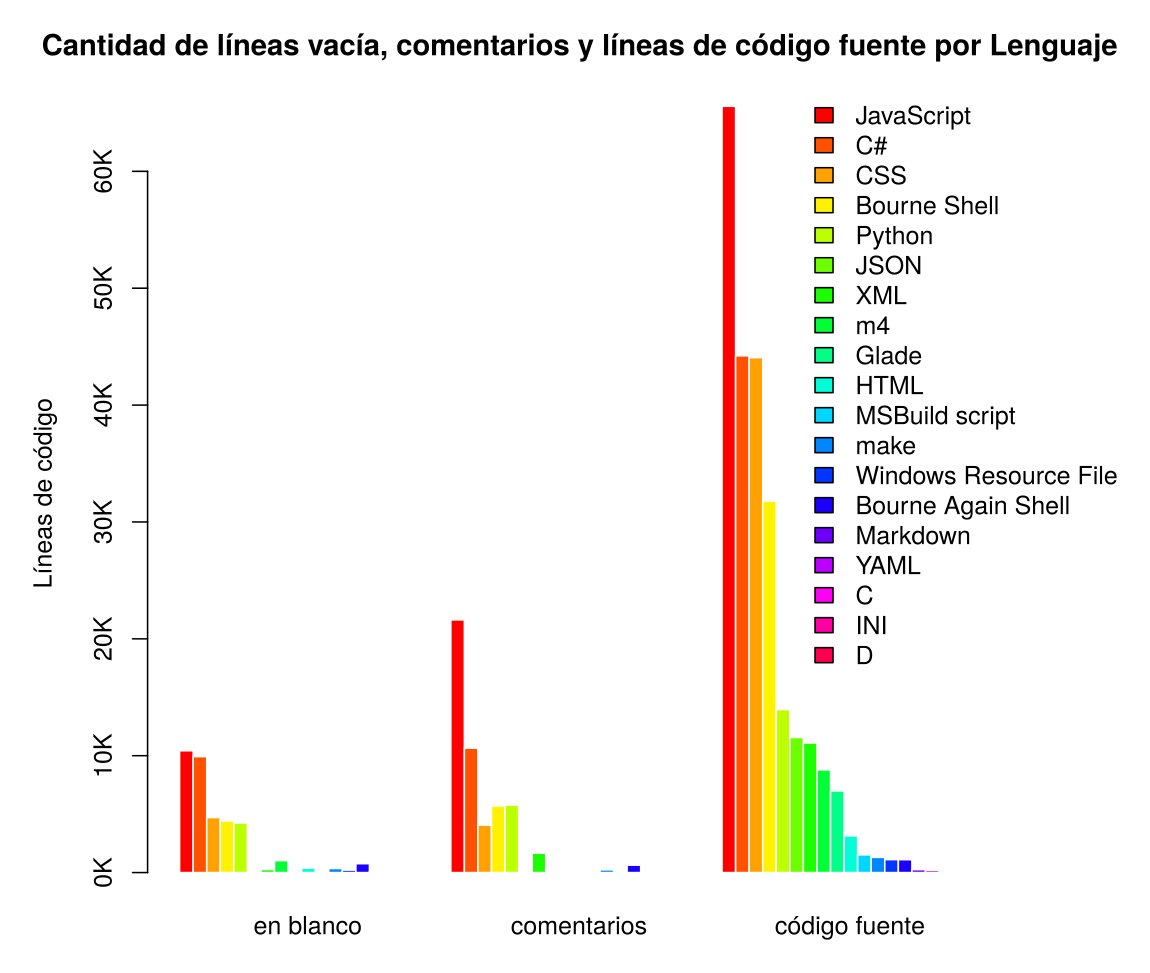 Cantidad de líneas vacía, comentarios y líneas de código fuente por Lenguaje
JavaScript
C#
CSS
Bourne Shell
Python
JSON
XML
m4
Glade
HTML
MSBuild script
make
Windows Resource File
Bourne Again Shell
Markdown
YAML
C
INI
D
Líneas de código
60K
50K
40K
30K
20K
10K
0K
en blanco
comentarios
código fuente